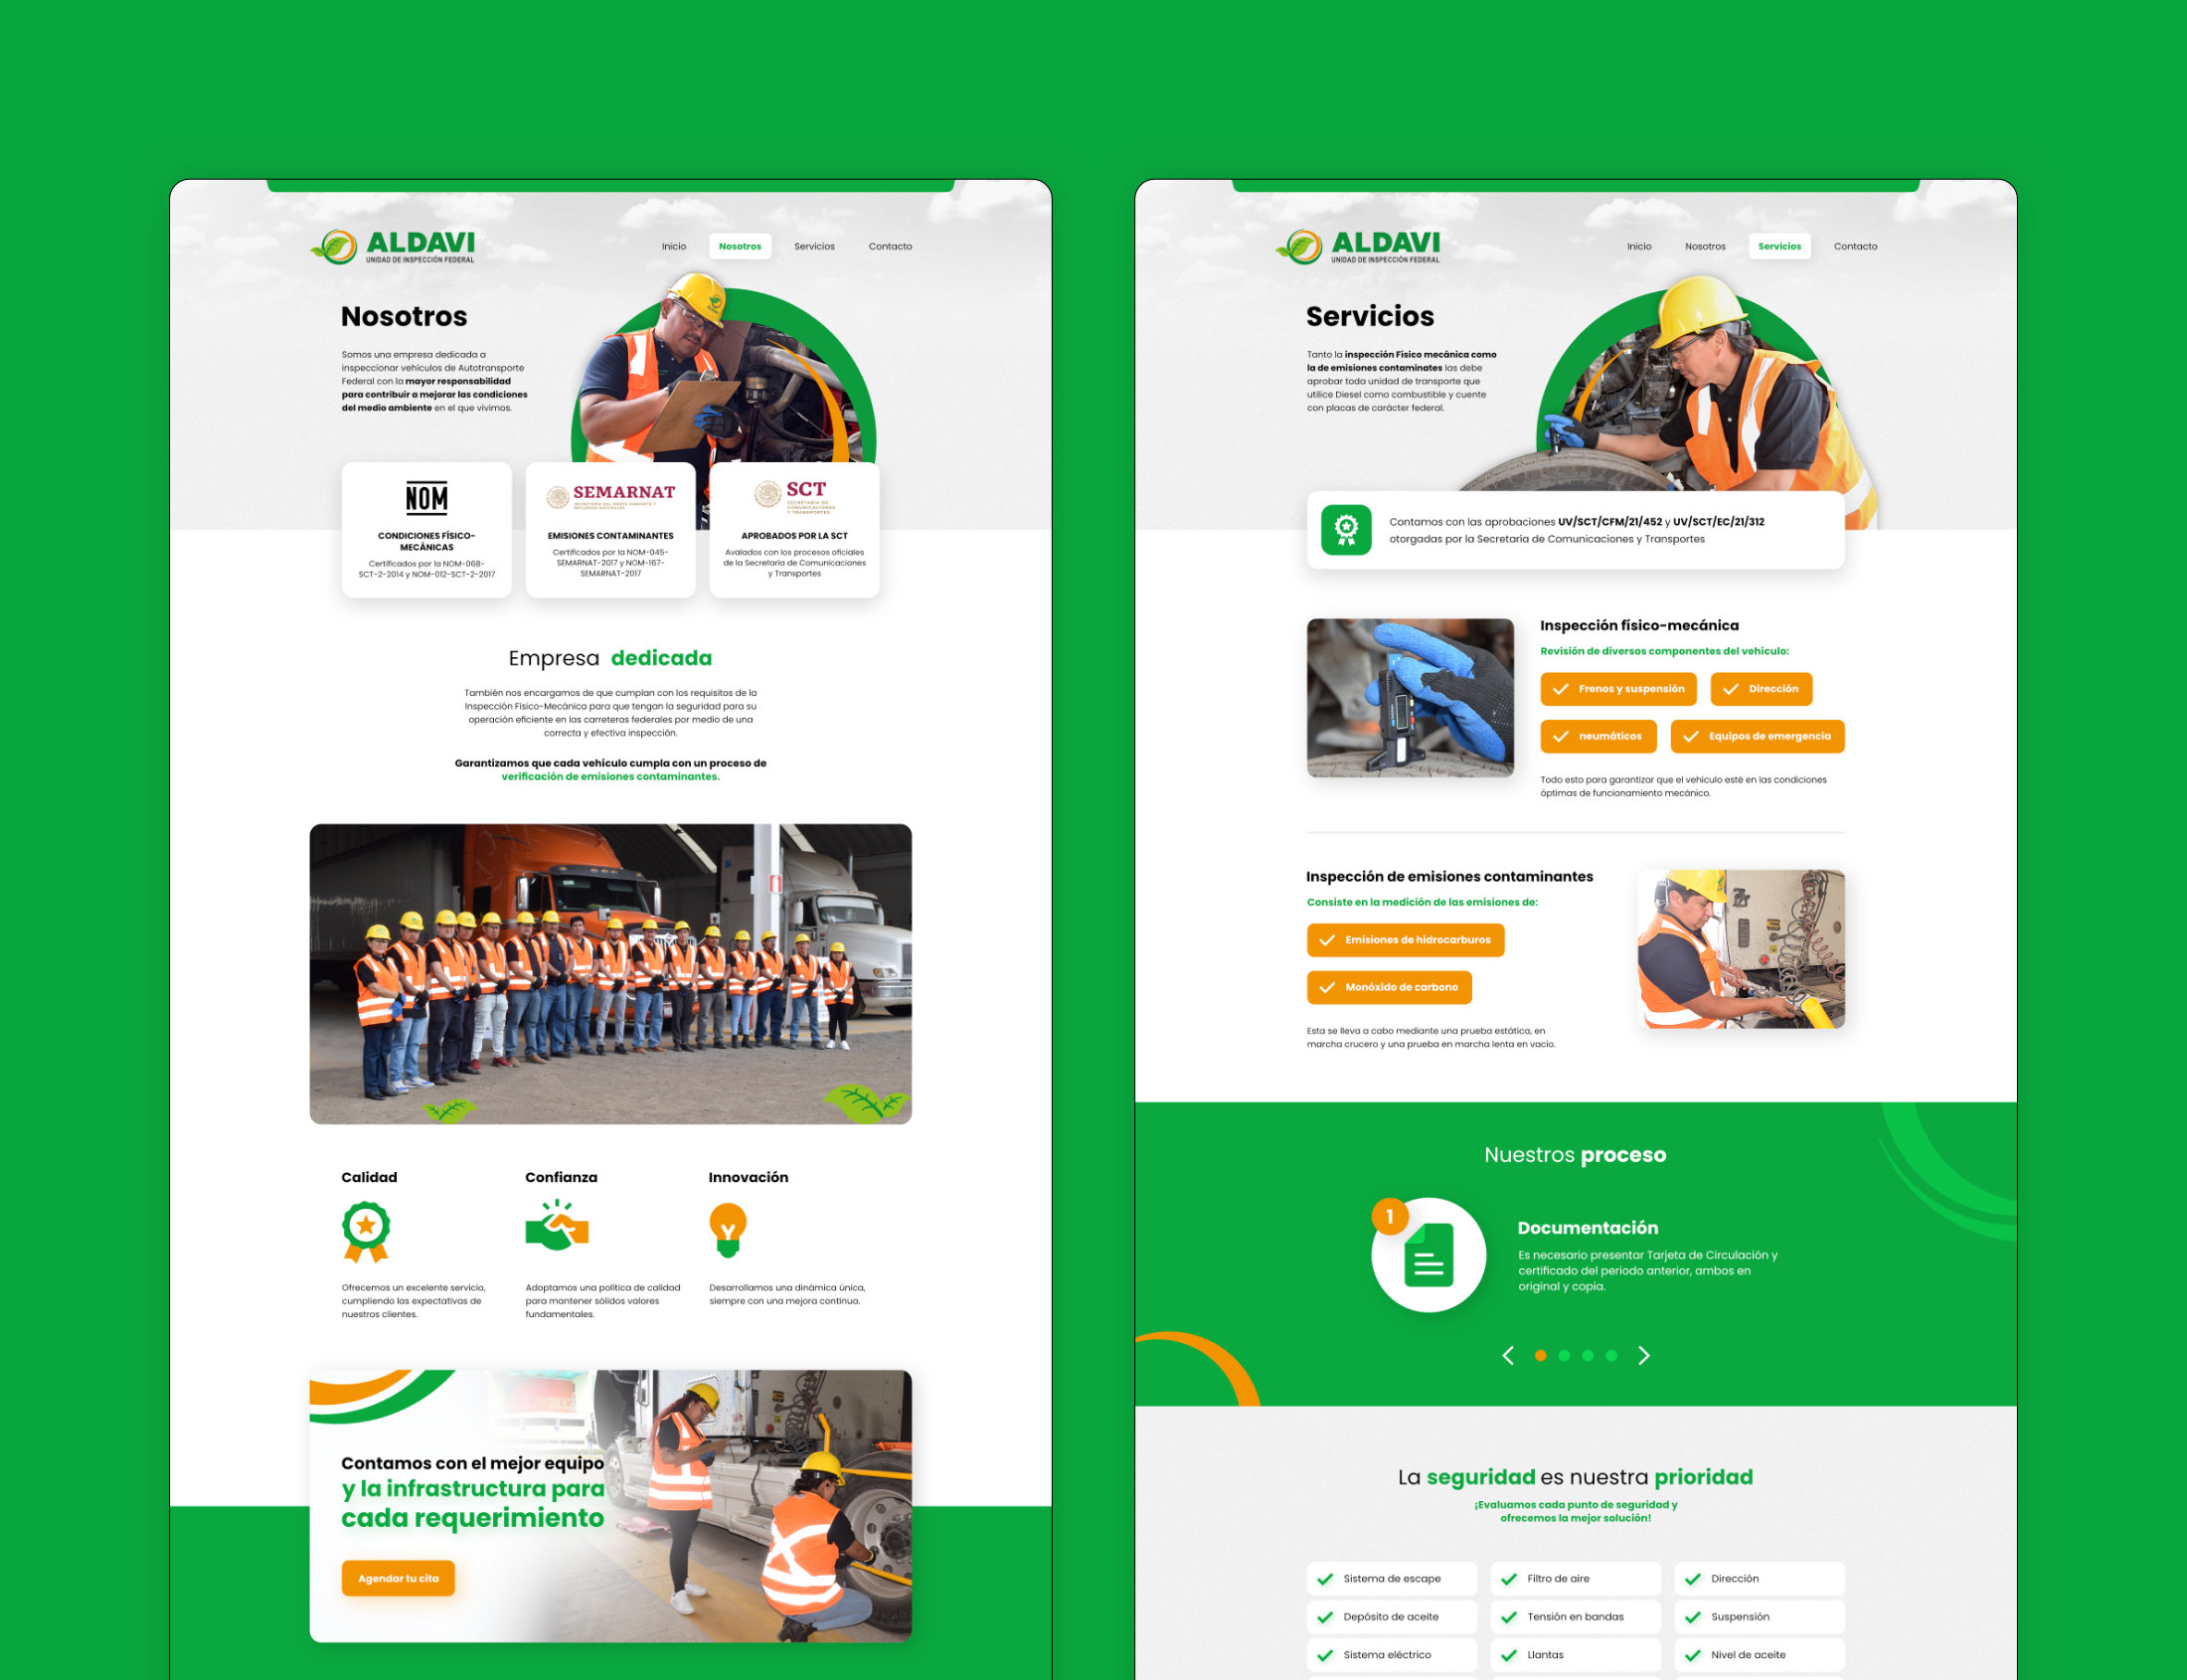 ALDAVI
UNIDAD DE INSPECCIÓN FEDERAL
Inicio
Nosotros
Servicios
Contacto
Nosotros
Somos una empresa dedicada a
inspeccionar vehículos de Autotransporte
Federal con la mayor responsabilidad
para contribuir a mejorar las condiciones
del medio ambiente en el que vivimos.
NOM
CONDICIONES FÍSICO-
MECÁNICAS
Certificados por la NOM-068-
SCT-2-2014 y NOM-012-SCT-2-2017
SEMARNAT
SECRETARÍA DEL MEDIO AMBIENTE Y
RECURSOS NATURALES
EMISIONES CONTAMINANTES
Certificados por la NOM-045-
SEMARNAT-2017 y NOM-167-
SEMARNAT-2017
SCT
SECRETARÍA DE
COMUNICACIONES
Y TRANSPORTES
APROBADOS POR LA SCT
Avalados con los procesos oficiales
de la Secretaría de Comunicaciones
y Transportes
Empresa dedicada
También nos encargamos de que cumplan con los requisitos de la
Inspección Físico-Mecánica para que tengan la seguridad para su
operación eficiente en las carreteras federales por medio de una
correcta y efectiva inspección.
Garantizamos que cada vehículo cumpla con un proceso de
verificación de emisiones contaminantes.
Calidad
Ofrecemos un excelente servicio,
cumpliendo las expectativas de
nuestros clientes.
Confianza
Adoptamos una política de calidad
para mantener sólidos valores
fundamentales.
Innovación
Desarrollamos una dinámica única,
siempre con una mejora continua.
Contamos con el mejor equipo
y la infrastructura para
cada requerimiento
Agendar tu cita
ALDAVI
UNIDAD DE INSPECCIÓN FEDERAL
Inicio
Nosotros
Servicios
Contacto
Servicios
Tanto la inspección Físico mecánica como
la de emisiones contaminates las debe
aprobar toda unidad de transporte que
utilice Diesel como combustible y cuente
con placas de carácter federal.
Contamos con las aprobaciones UV/SCT/CFM/21/452 y UV/SCT/EC/21/312
otorgadas por la Secretaría de Comunicaciones y Transportes
Inspección físico-mecánica
Revisión de diversos componentes del vehículo:
Frenos y suspensión
Dirección
neumáticos
Equipos de emergencia
Todo esto para garantizar que el vehículo esté en las condiciones
óptimas de funcionamiento mecánico.
Inspección de emisiones contaminantes
Consiste en la medición de las emisiones de:
Emisiones de hidrocarburos
Monóxido de carbono
Esta se lleva a cabo mediante una prueba estática, en
marcha crucero y una prueba en marcha lenta en vacío.
Nuestros proceso
1
Documentación
Es necesario presentar Tarjeta de Circulación y
certificado del periodo anterior, ambos en
original y copia.
La seguridad es nuestra prioridad
¡Evaluamos cada punto de seguridad y
ofrecemos la mejor solución!
Sistema de escape
Filtro de aire
Dirección
Depósito de aceite
Tensión en bandas
Suspensión
Sistema eléctrico
Llantas
Nivel de aceite